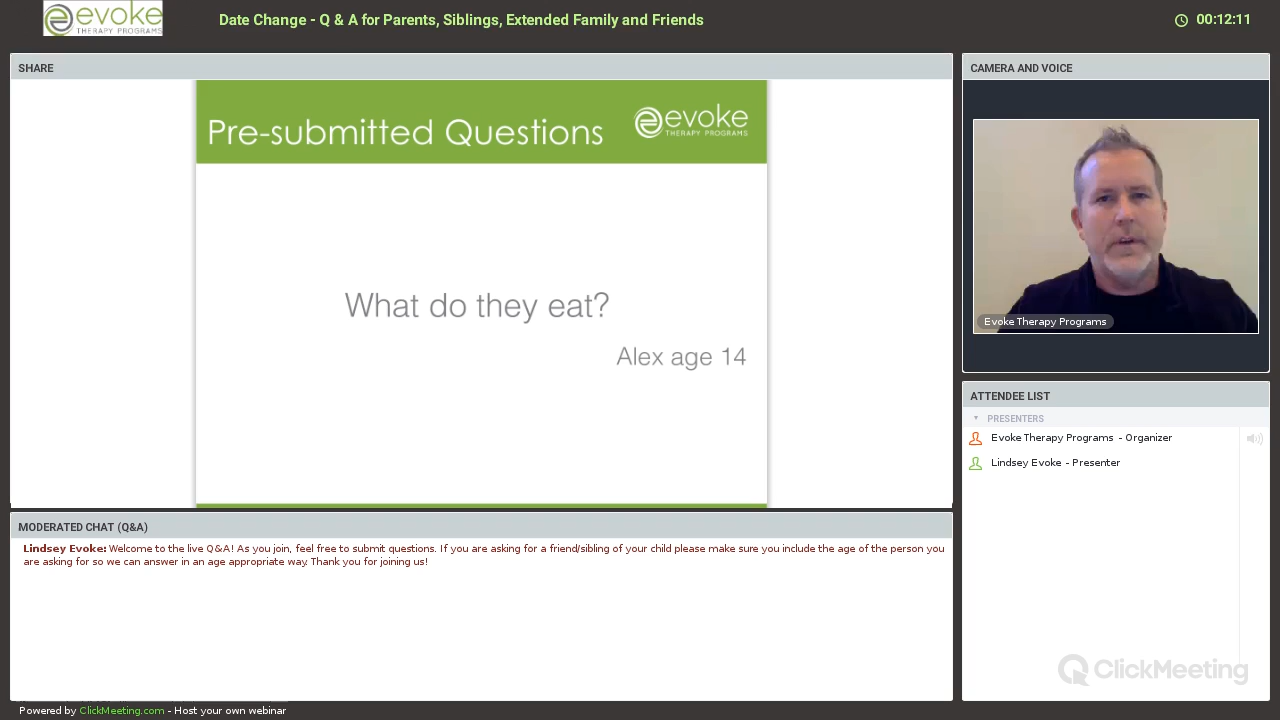 evoke
THERAPY PROGRAMS
Date Change - Q & A for Parents, Siblings, Extended Family and Friends
00:12:11
SHARE
Pre-submitted Questions
evoke
THERAPY PROGRAMS
What do they eat?
Alex age 14
CAMERA AND VOICE
Evoke Therapy Programs
ATTENDEE LIST
PRESENTERS
Evoke Therapy Programs - Organizer
Lindsey Evoke - Presenter
MODERATED CHAT (Q&A)
Lindsey Evoke: Welcome to the live Q&A! As you join, feel free to submit questions. If you are asking for a friend/sibling of your child please make sure you include the age of the person you
are asking for so we can answer in an age appropriate way. Thank you for joining us!
ClickMeeting
Powered by ClickMeeting.com - Host your own webinar